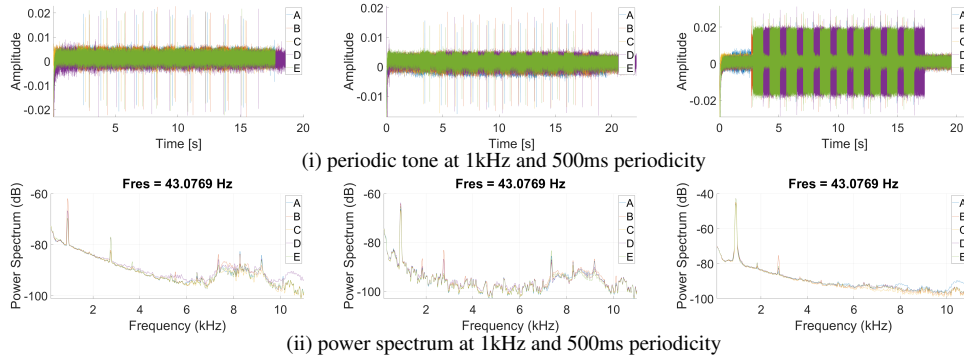 0.02
0.01
0
-0.01
-0.02
Amplitude
5
10
15
20
Time [s]
A
B
C
D
E
0.02
0.01
0
-0.01
Amplitude
0
5
10
15
20
Time [s]
A
B
C
D
E
0.02
0
-0.02
Amplitude
0
5
10
15
20
Time [s]
A
B
C
D
E
(i) periodic tone at 1kHz and 500ms periodicity
Fres = 43.0769 Hz
-60
-80
-100
Power Spectrum (dB)
2
4
6
8
10
Frequency (kHz)
A
B
C
D
E
Fres = 43.0769 Hz
-60
-80
-100
Power Spectrum (dB)
2
4
6
8
10
Frequency (kHz)
A
B
C
D
E
Fres = 43.0769 Hz
-40
-60
-80
-100
Power Spectrum (dB)
2
4
6
8
10
Frequency (kHz)
A
B
C
D
E
(ii) power spectrum at 1kHz and 500ms periodicity